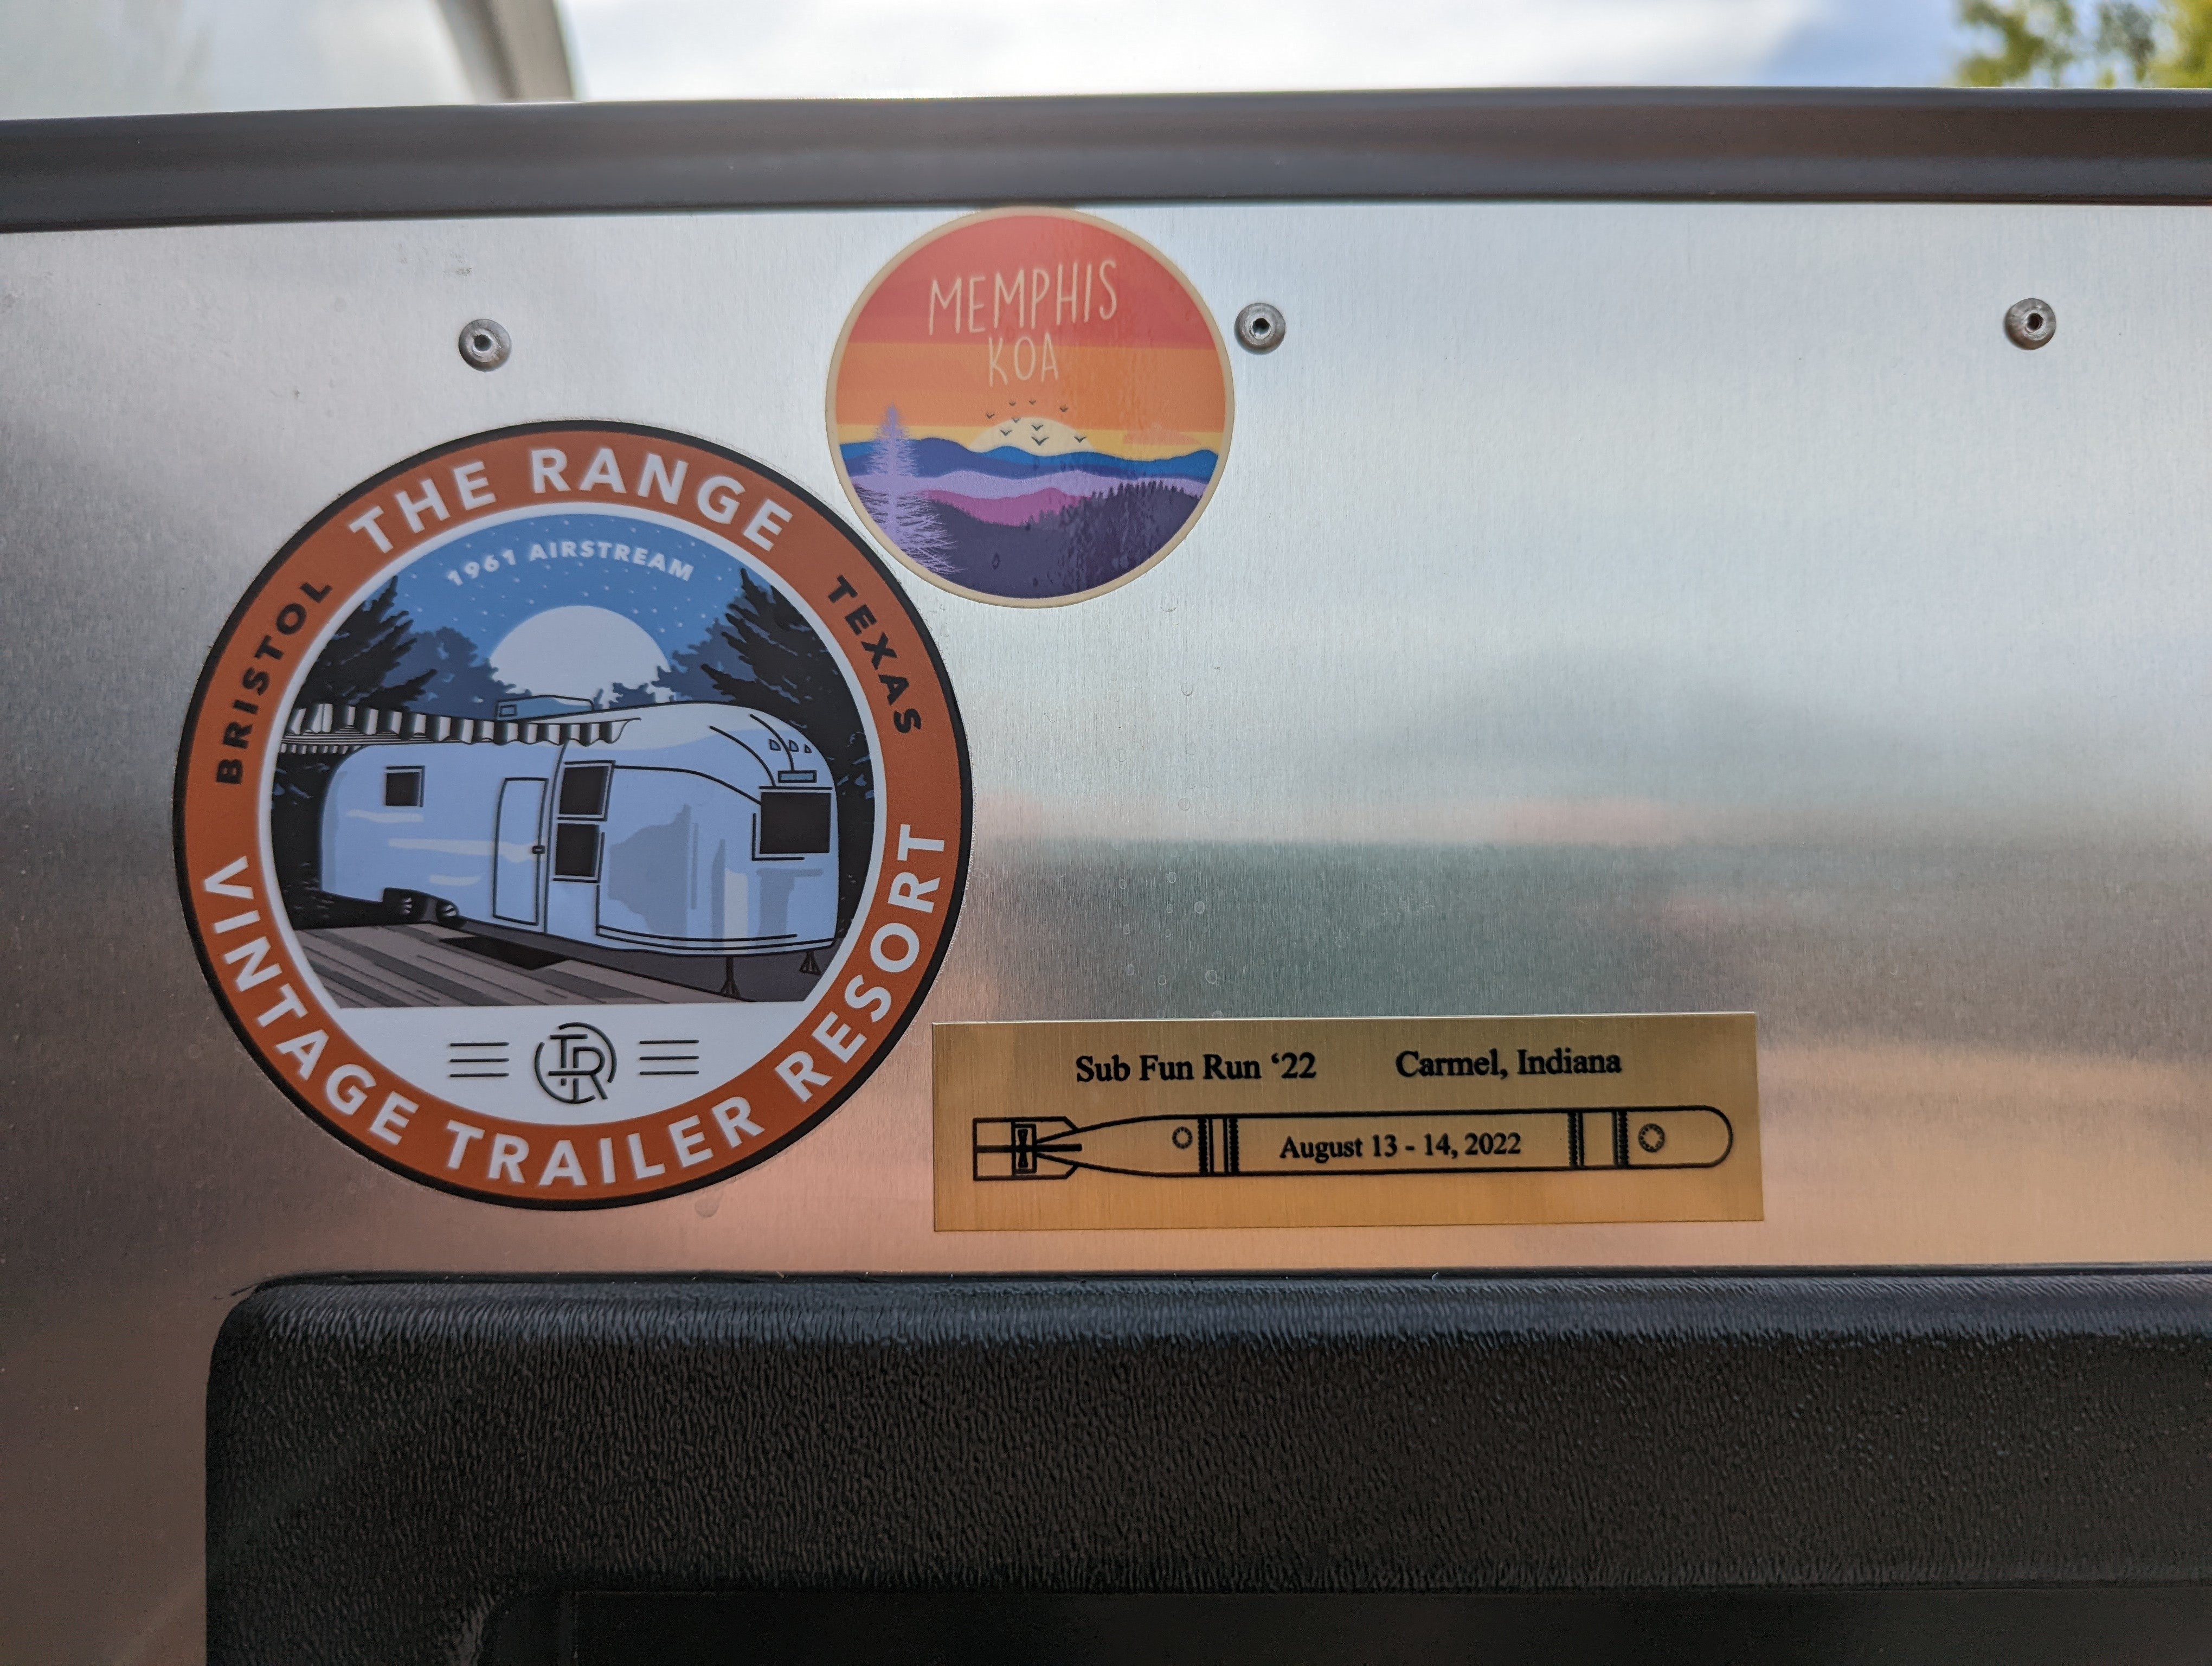 MEMPHIS
KOA
THE RANGE
BRISTOL
TEXAS
1961 AIRSTREAM
TR
VINTAGE TRAILER RESORT
Sub Fun Run ‘22 Carmel, Indiana
August 13 - 14, 2022